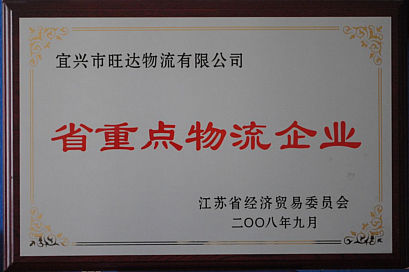 宜兴市旺达物流有限公司
省重点物流企业
江苏省经济贸易委员会
二〇〇八年九月